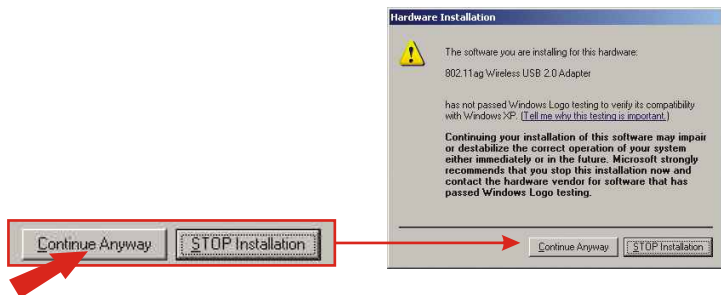 Hardware Installation
The software you are installing for this hardware:
802.11ag Wireless USB 2.0 Adapter
has not passed Windows Logo testing to verify its compatibility
with Windows XP. (Tell me why this testing is important.)
Continuing your installation of this software may impair
or destabilize the correct operation of your system
either immediately or in the future. Microsoft strongly
recommends that you stop this installation now and
contact the hardware vendor for software that has
passed Windows Logo testing.
Continue Anyway STOP Installation
Continue Anyway STOP Installation